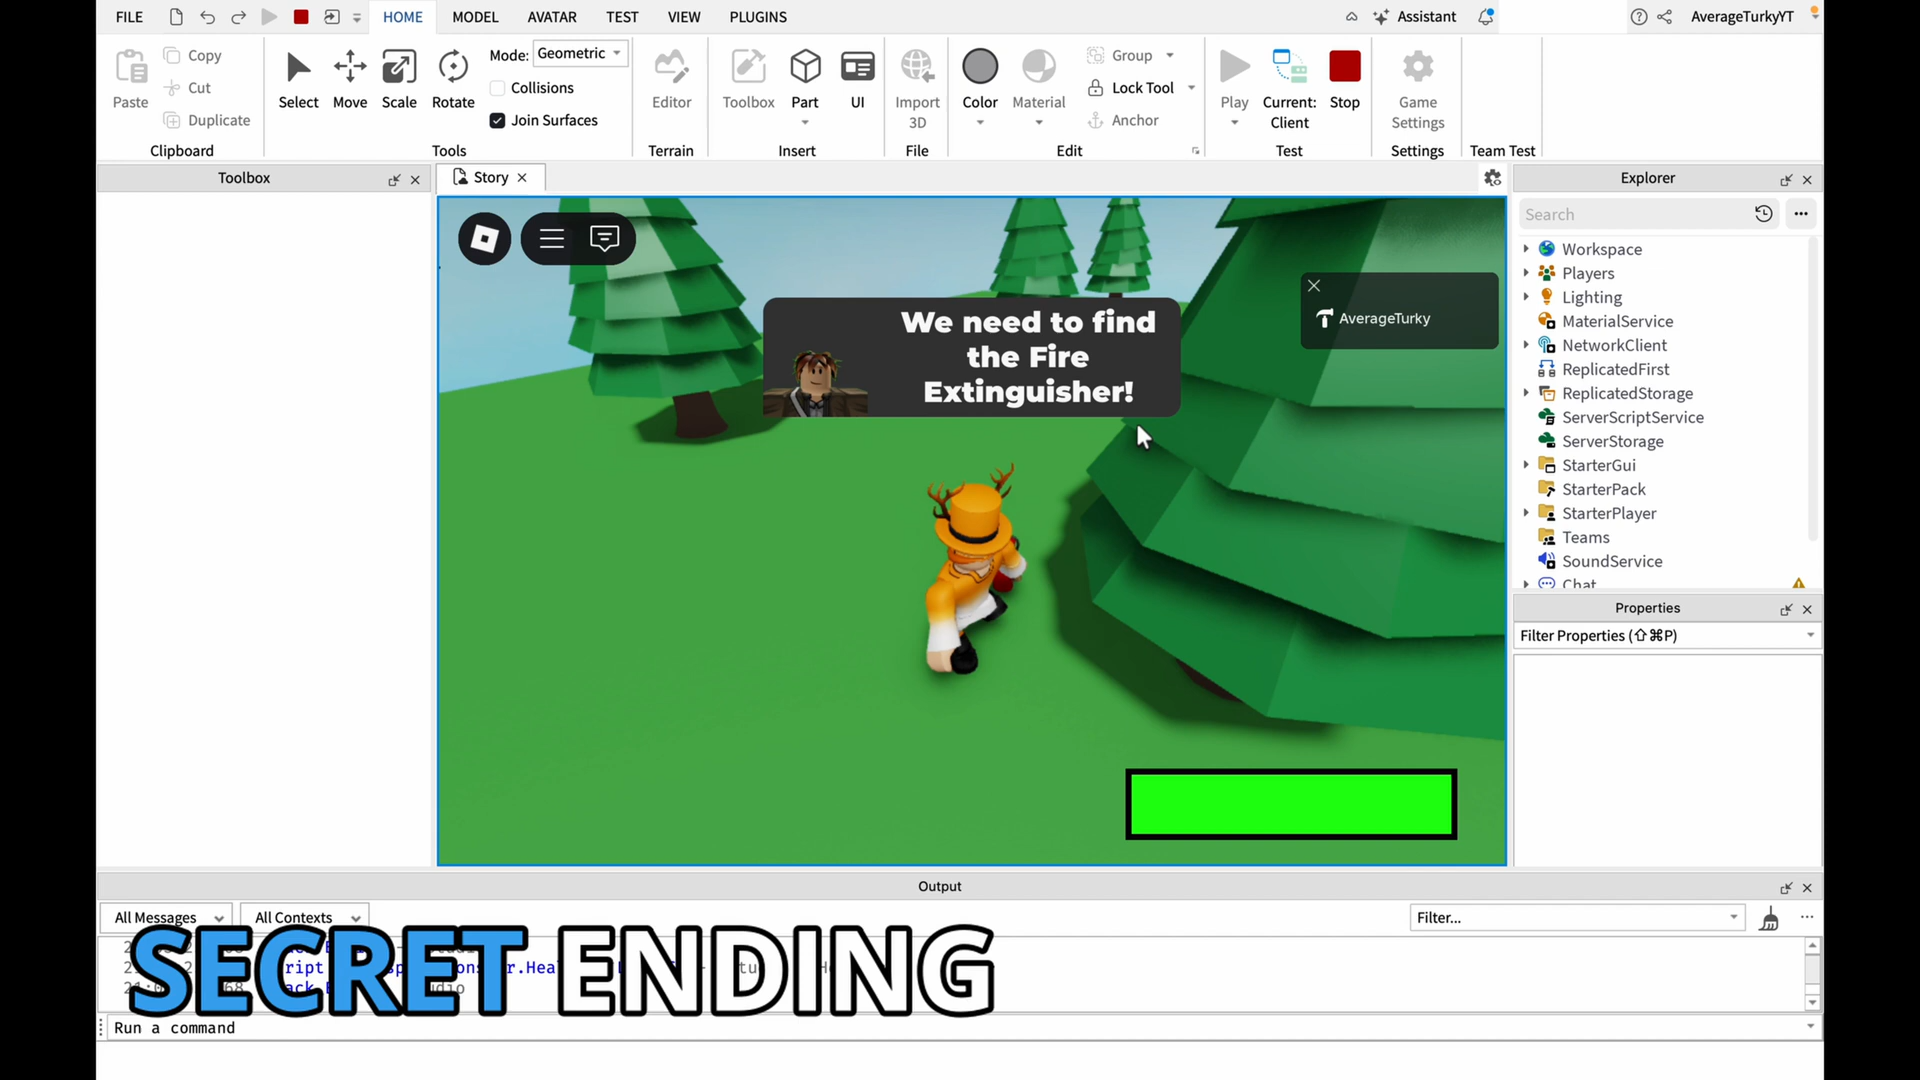 FILE HOME MODEL AVATAR TEST VIEW PLUGINS Assistant AverageTurkyYT
Paste Copy Cut Duplicate
Clipboard
Select Move Scale Rotate
Mode: Geometric
Collisions
Join Surfaces
Tools
Editor
Terrain
Toolbox Part UI
Insert
Import
3D
File
Color Material
Group
Lock Tool
Anchor
Edit
Play Current:
Client Stop
Test
Game
Settings
Settings
Team Test
Toolbox
Story
Explorer
Search
Workspace
Players
Lighting
MaterialService
NetworkClient
ReplicatedFirst
ReplicatedStorage
ServerScriptService
ServerStorage
StarterGui
StarterPack
StarterPlayer
Teams
SoundService
Chat
Properties
Filter Properties (⇧⌘P)
We need to find
the Fire
Extinguisher!
AverageTurky
Output
All Messages All Contexts Filter...
SECRET ENDING
Run a command